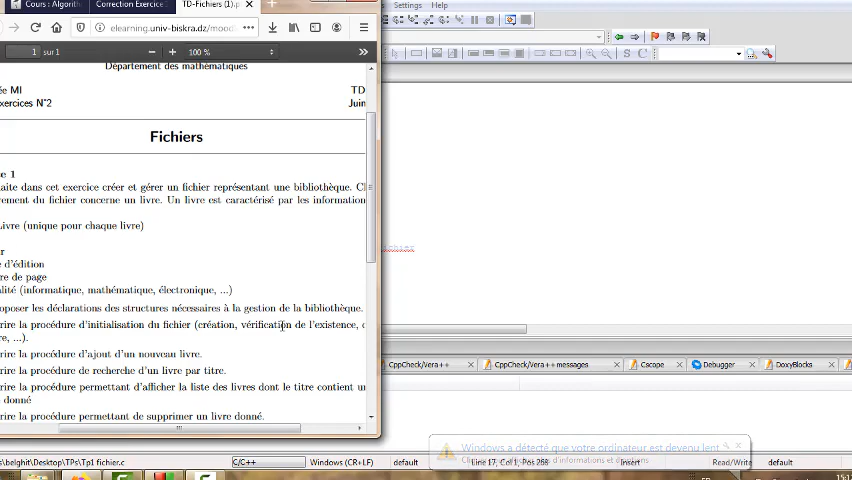 Cours : Algorith
Correction Exercice
TD-Fichiers (1).p
Settings Help
elearning.univ-biskra.dz/mood
1 sur 1
100 %
Département des mathématiques
ée MI TD
xercices N°2 Juin
Fichiers
e 1
aite dans cet exercice créer et gérer un fichier représentant une bibliothèque. C
rement du fichier concerne un livre. Un livre est caractérisé par les information
Livre (unique pour chaque livre)
r
e d'édition
re de page
alité (informatique, mathématique, électronique, ...)
oposer les déclarations des structures nécessaires à la gestion de la bibliothèque.
rire la procédure d'initialisation du fichier (création, vérification de l'existence,
re, ...).
rire la procédure d'ajout d'un nouveau livre.
rire la procédure de recherche d'un livre par titre.
rire la procédure permettant d'afficher la liste des livres dont le titre contient u
n donné
rire la procédure permettant de supprimer un livre donné.
CppCheck/Vera++
CppCheck/Vera++ messages
Cscope
Debugger
DoxyBlocks
Windows a détecté que votre ordinateur est devenu lent
belghit\Desktop\TPs\Tp1 fichier.c
C/C++
Windows (CR+LF)
default
Line 17, Col 1, Pos 268
Insert
Read/Write
default